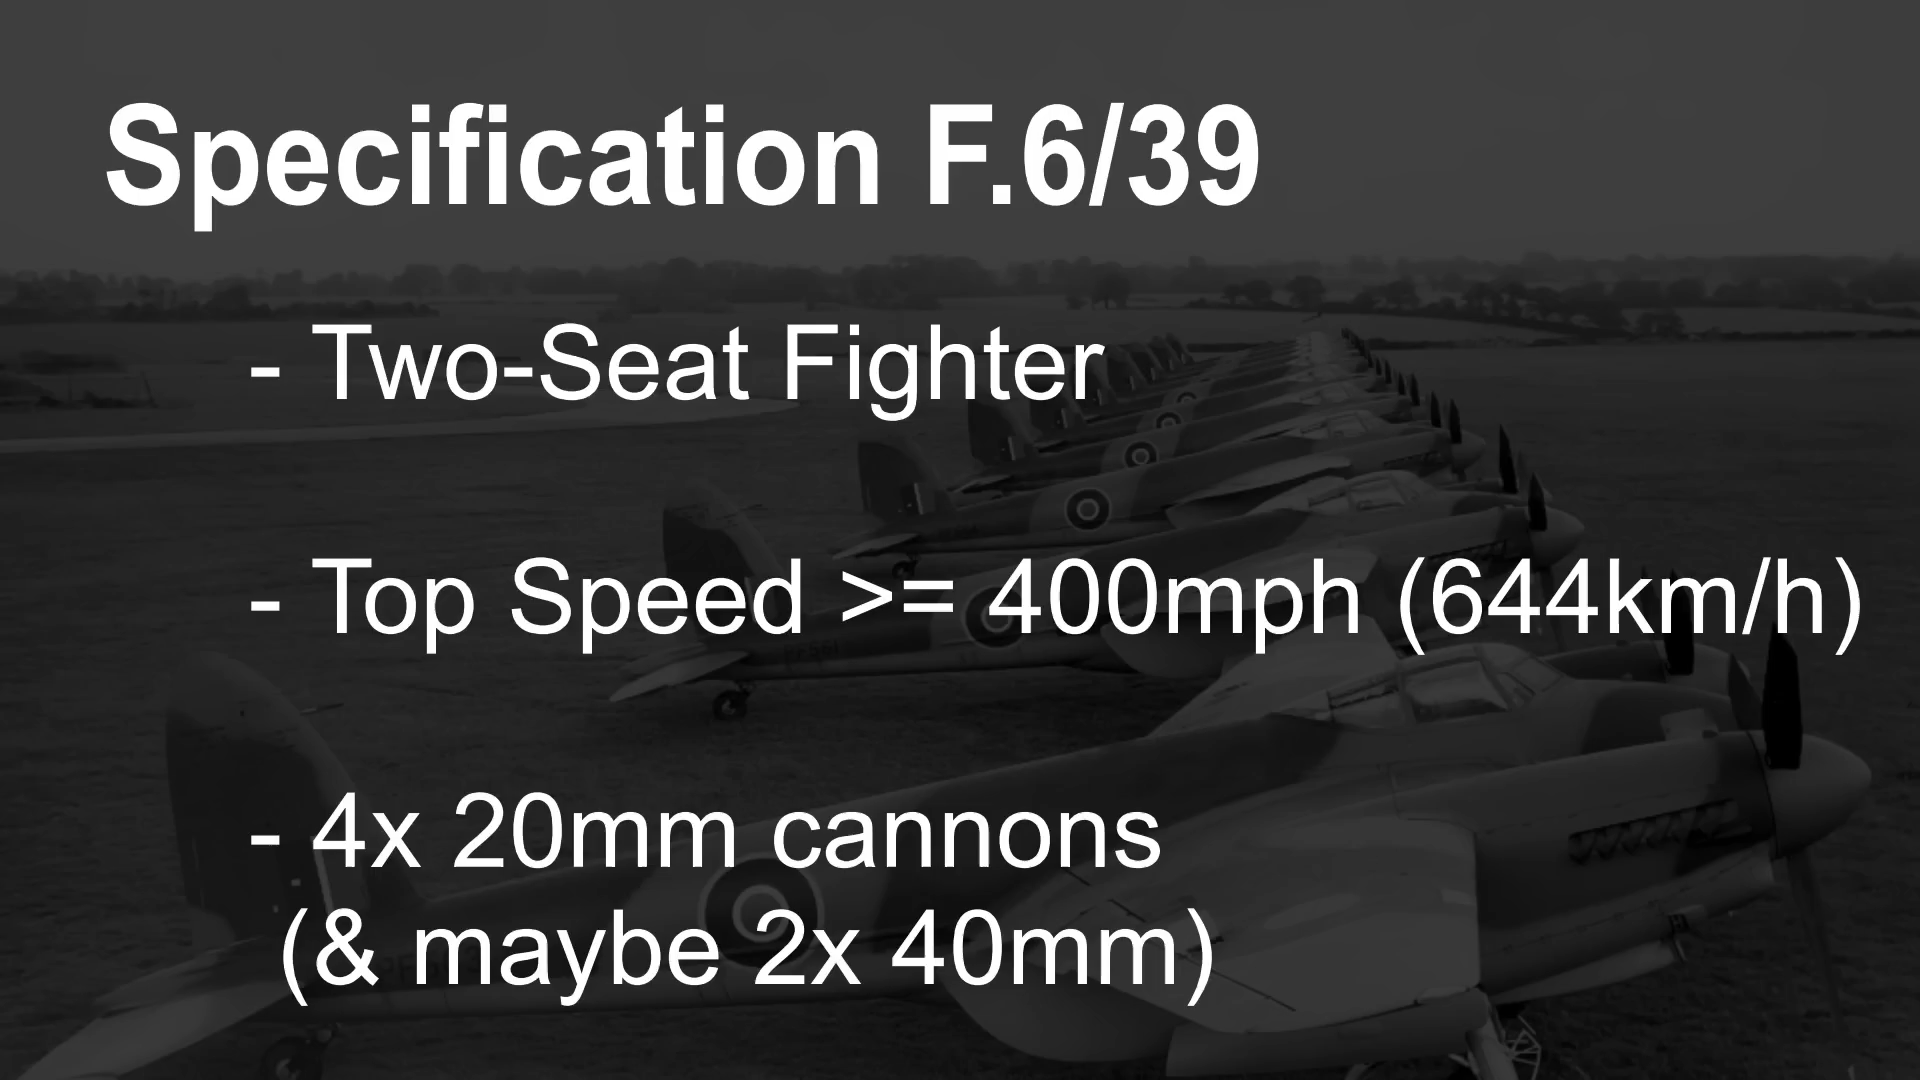 Specification F.6/39
- Two-Seat Fighter
- Top Speed >= 400mph (644km/h)
- 4x 20mm cannons
(& maybe 2x 40mm)